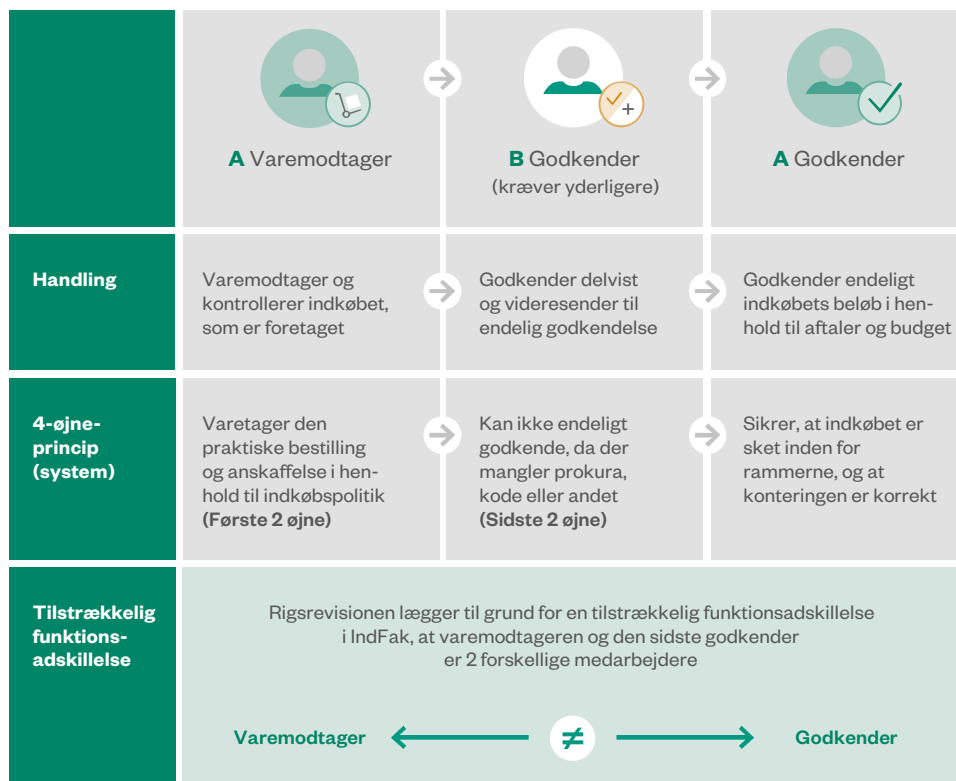 A Varemodtager
B Godkender
(kræver yderligere)
A Godkender
Handling
Varemodtager og
kontrollerer indkøbet,
som er foretaget
Godkender delvist
og videresender til
endelig godkendelse
Godkender endeligt
indkøbets beløb i hen-
hold til aftaler og budget
4-øjne-
princip
(system)
Varetager den
praktiske bestilling
og anskaffelse i hen-
hold til indkøbspolitik
(Første 2 øjne)
Kan ikke endeligt
godkende, da der
mangler prokura,
kode eller andet
(Sidste 2 øjne)
Sikrer, at indkøbet er
sket inden for
rammerne, og at
konteringen er korrekt
Tilstrækkelig
funktions-
adskillelse
Rigsrevisionen lægger til grund for en tilstrækkelig funktionsadskillelse
i IndFak, at varemodtageren og den sidste godkender
er 2 forskellige medarbejdere
Varemodtager ≠ Godkender